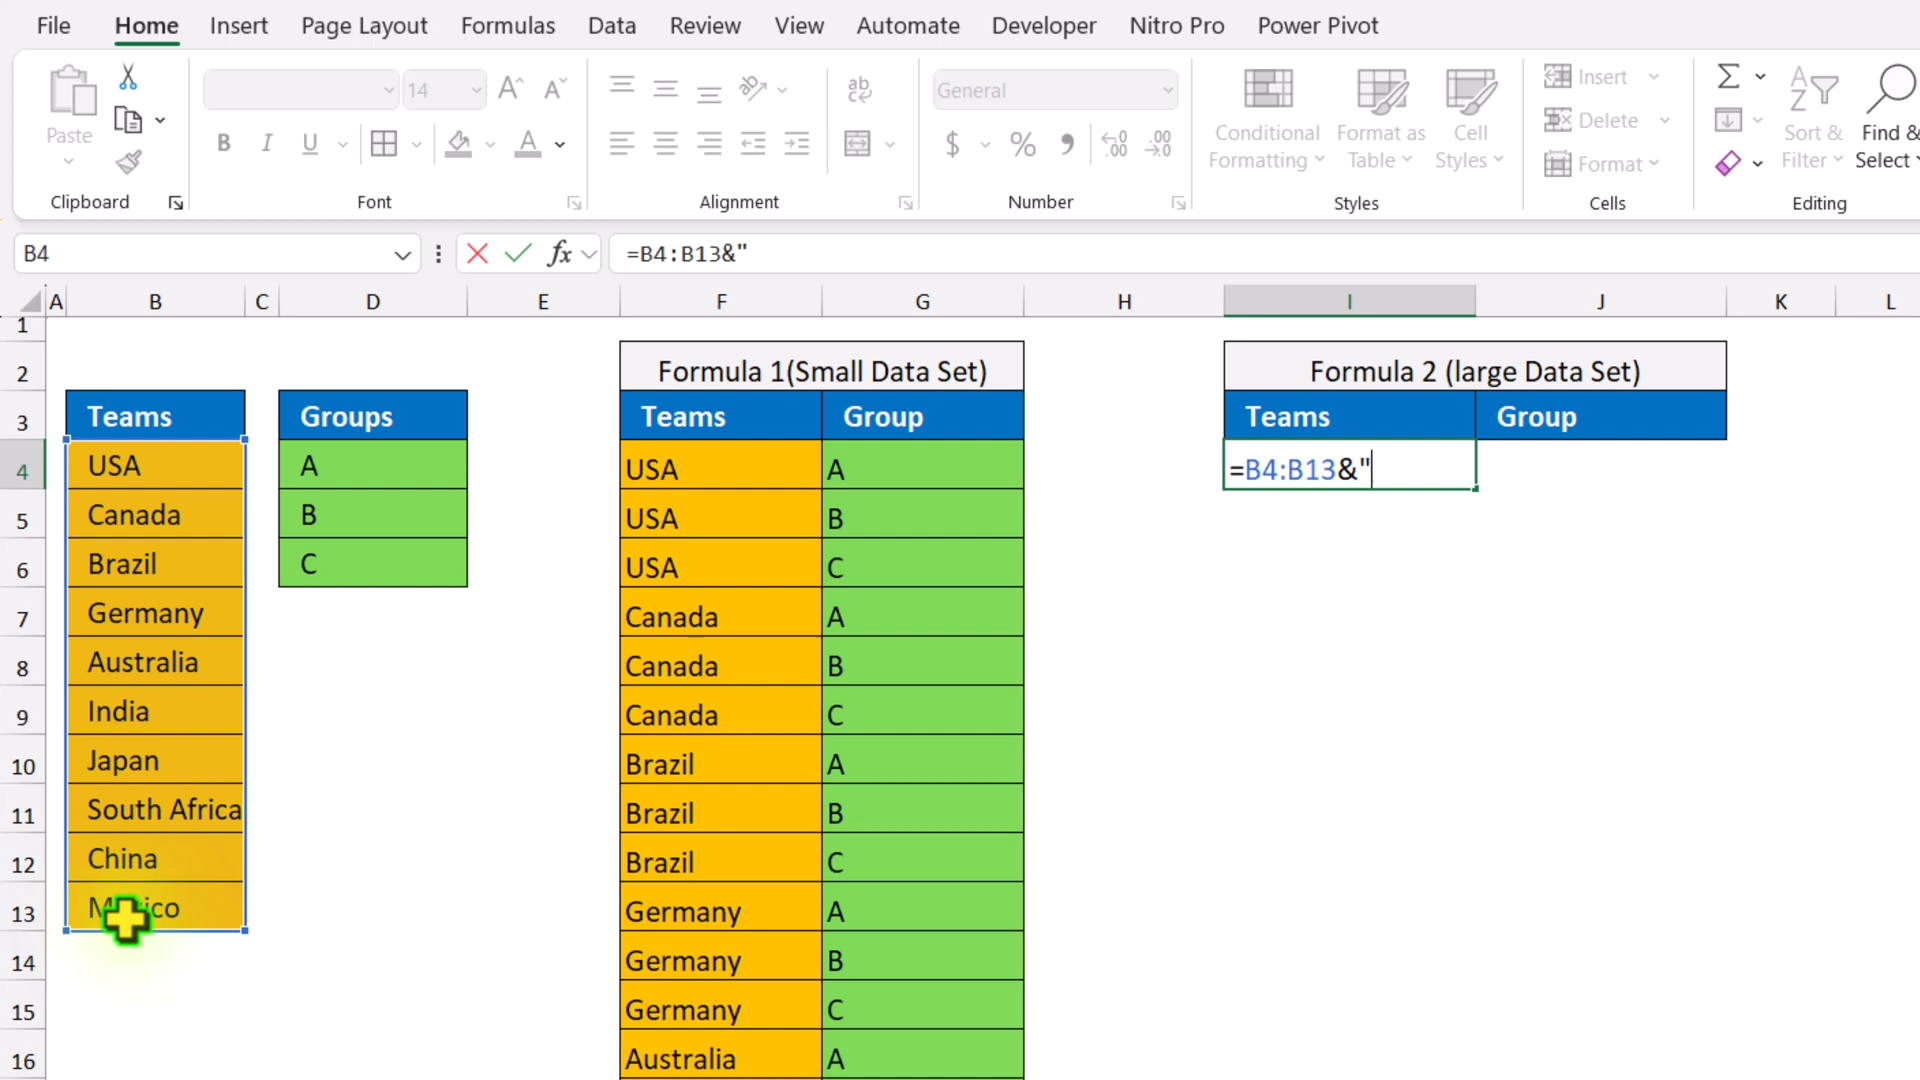 File Home Insert Page Layout Formulas Data Review View Automate Developer Nitro Pro Power Pivot
Paste
Clipboard
14
B I U
Font
ab
Alignment
General
$ % 9
Number
Conditional Formatting
Format as Table
Cell Styles
Styles
Insert
Delete
Format
Cells
Sort & Filter
Find & Select
Editing
B4 fx =B4:B13&"
A B C D E F G H I J K L
1
2 Formula 1(Small Data Set) Formula 2 (large Data Set)
3 Teams Groups Teams Group Teams Group
4 USA A USA A =B4:B13&"
5 Canada B USA B
6 Brazil C USA C
7 Germany Canada A
8 Australia Canada B
9 India Canada C
10 Japan Brazil A
11 South Africa Brazil B
12 China Brazil C
13 Germany A
14 Germany B
15 Germany C
16 Australia A